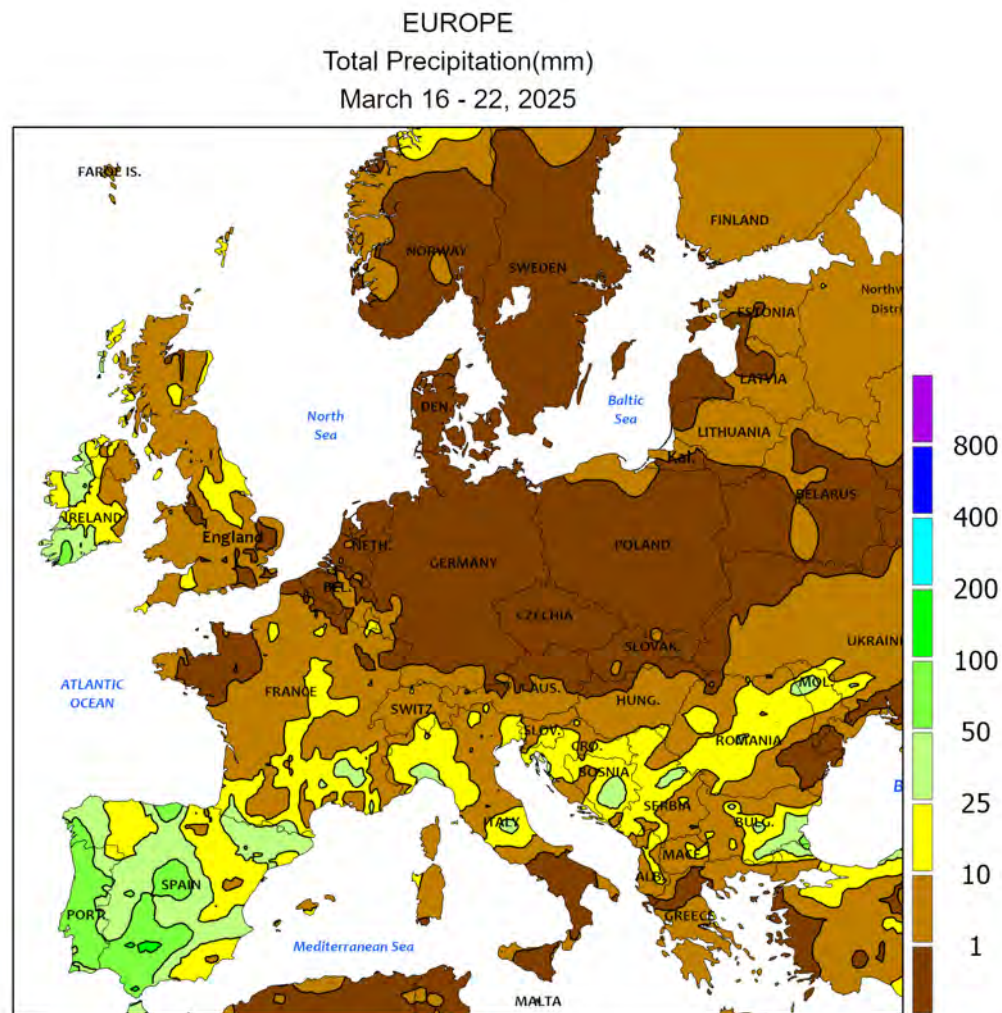 EUROPE
Total Precipitation(mm)
March 16 - 22, 2025
FAROE IS.
FINLAND
NORWAY
SWEDEN
Northw
Distri
ESTONIA
LATVIA
Baltic
Sea
North
Sea
DEN.
LITHUANIA
Kal.
BELARUS
IRELAND
England
NETH.
GERMANY
POLAND
BEL.
CZECHIA
UKRAINE
SLOVAK.
ATLANTIC
OCEAN
FRANCE
SWITZ.
AUS.
HUNG.
MOL.
SLOV.
CRO.
ROMANIA
BOSNIA
B
SERBIA
ITALY
BULG.
MACE.
ALB.
SPAIN
PORT.
GREECE
Mediterranean Sea
MALTA
800
400
200
100
50
25
10
1